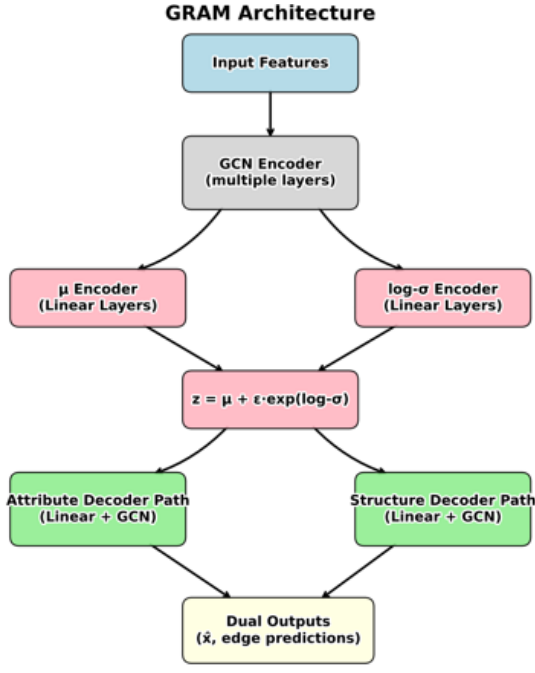 GRAM Architecture
Input Features
GCN Encoder
(multiple layers)
μ Encoder
(Linear Layers)
log-σ Encoder
(Linear Layers)
z = μ + ε·exp(log-σ)
Attribute Decoder Path
(Linear + GCN)
Structure Decoder Path
(Linear + GCN)
Dual Outputs
(x̂, edge predictions)